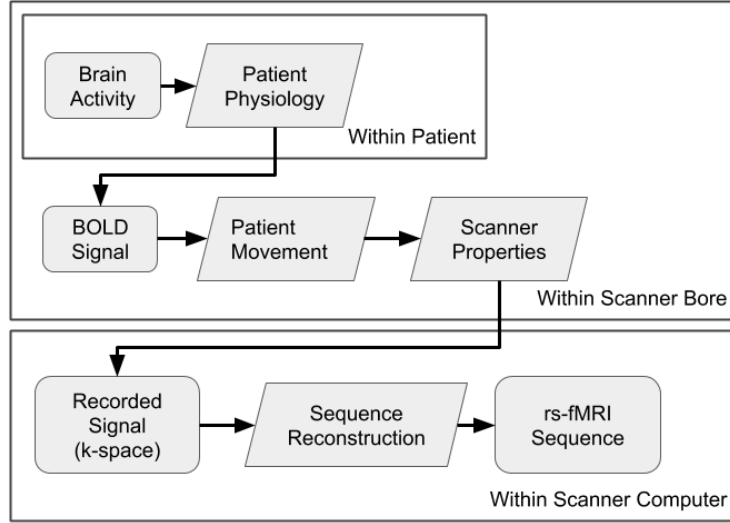 Brain
Activity
Patient
Physiology
Within Patient
BOLD
Signal
Patient
Movement
Scanner
Properties
Within Scanner Bore
Recorded
Signal
(k-space)
Sequence
Reconstruction
rs-fMRI
Sequence
Within Scanner Computer